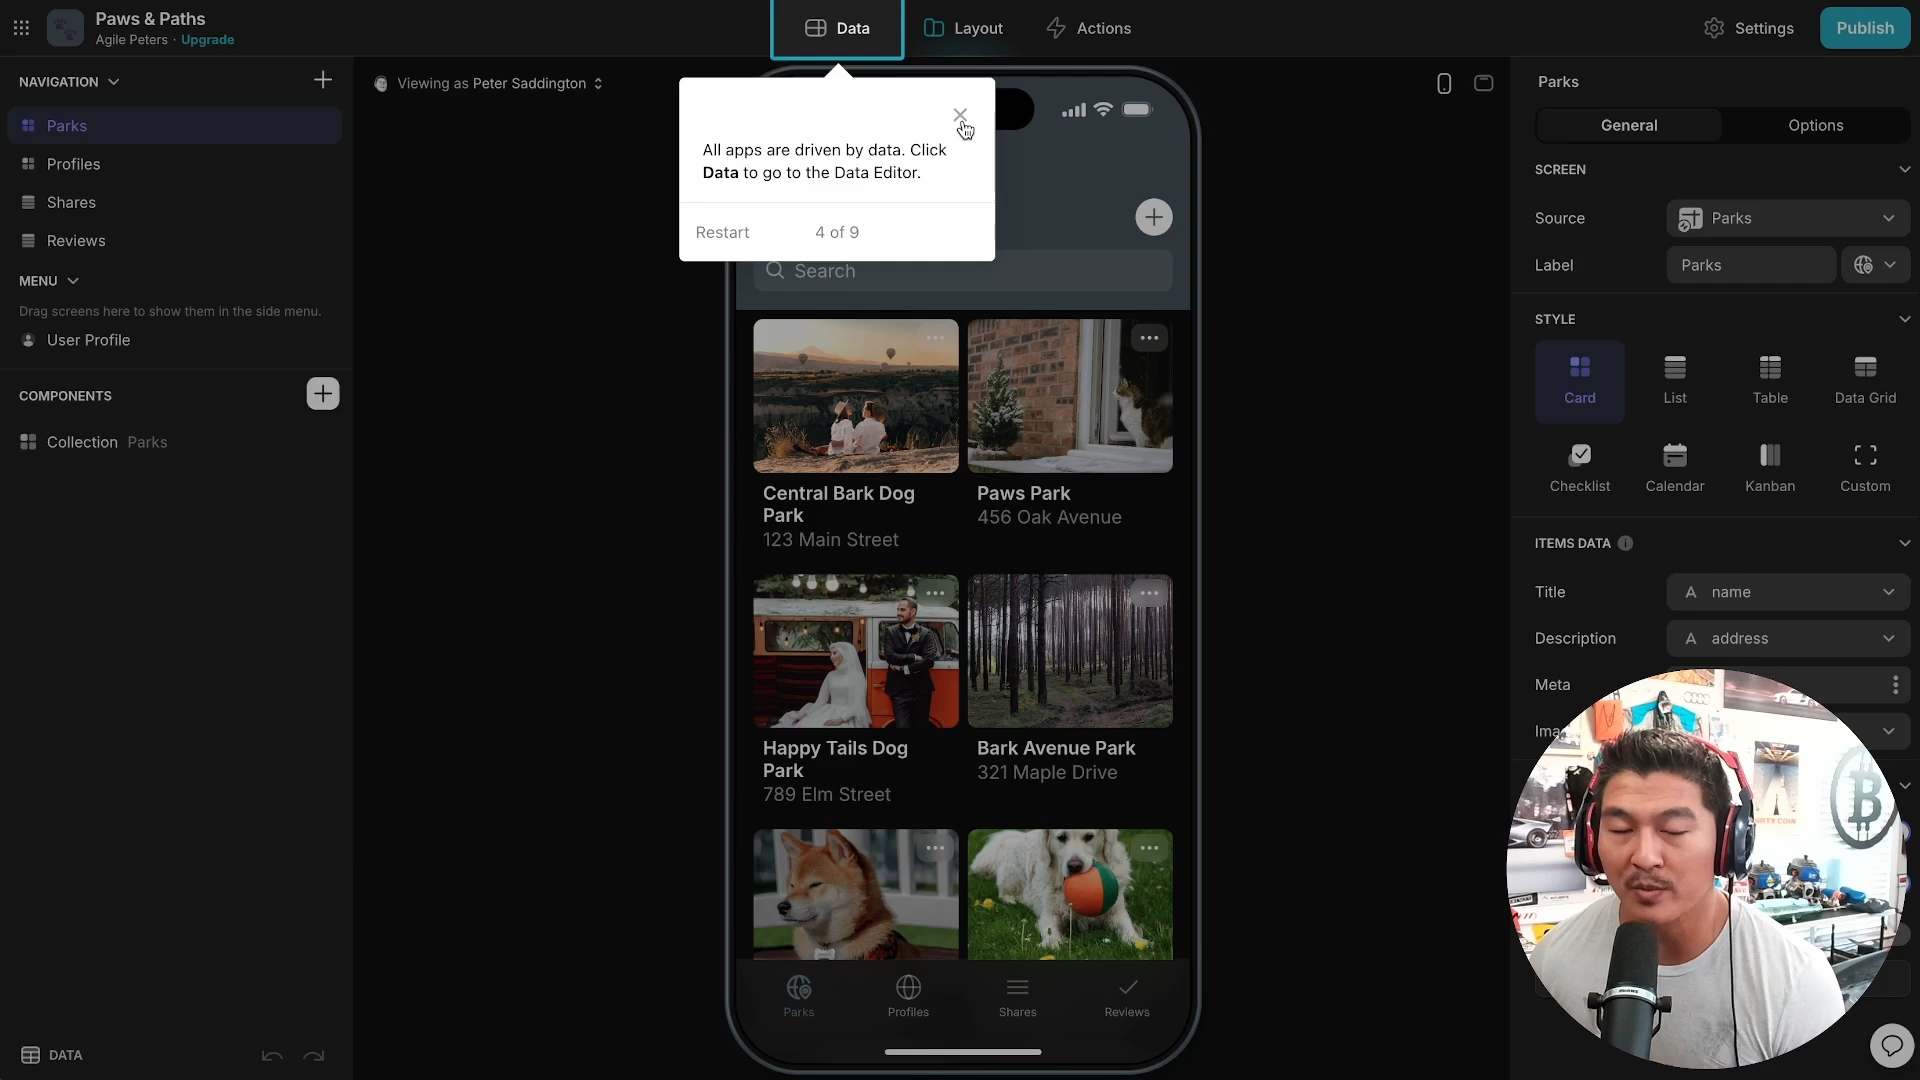 Paws & Paths
Agile Peters · Upgrade
Data
Layout
Actions
Settings
Publish
NAVIGATION
Parks
Profiles
Shares
Reviews
MENU
Drag screens here to show them in the side menu.
User Profile
COMPONENTS
Collection Parks
DATA
Viewing as Peter Saddington
All apps are driven by data. Click
Data to go to the Data Editor.
Restart
4 of 9
Search
Central Bark Dog
Park
123 Main Street
Paws Park
456 Oak Avenue
Happy Tails Dog
Park
789 Elm Street
Bark Avenue Park
321 Maple Drive
Parks
Profiles
Shares
Reviews
Parks
General
Options
SCREEN
Source
Parks
Label
Parks
STYLE
Card
List
Table
Data Grid
Checklist
Calendar
Kanban
Custom
ITEMS DATA
Title
A name
Description
A address
Meta